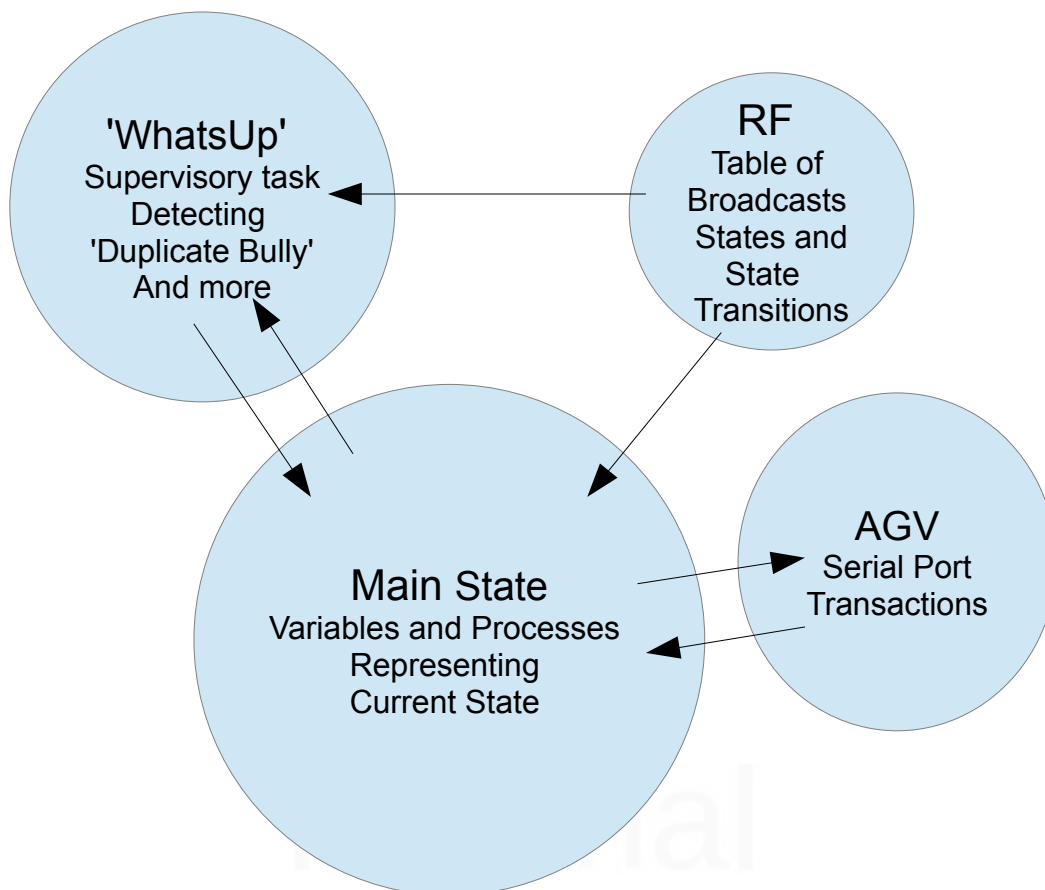 'WhatsUp'
Supervisory task
Detecting
'Duplicate Bully'
And more
RF
Table of
Broadcasts
States and
State
Transitions
Main State
Variables and Processes
Representing
Current State
AGV
Serial Port
Transactions